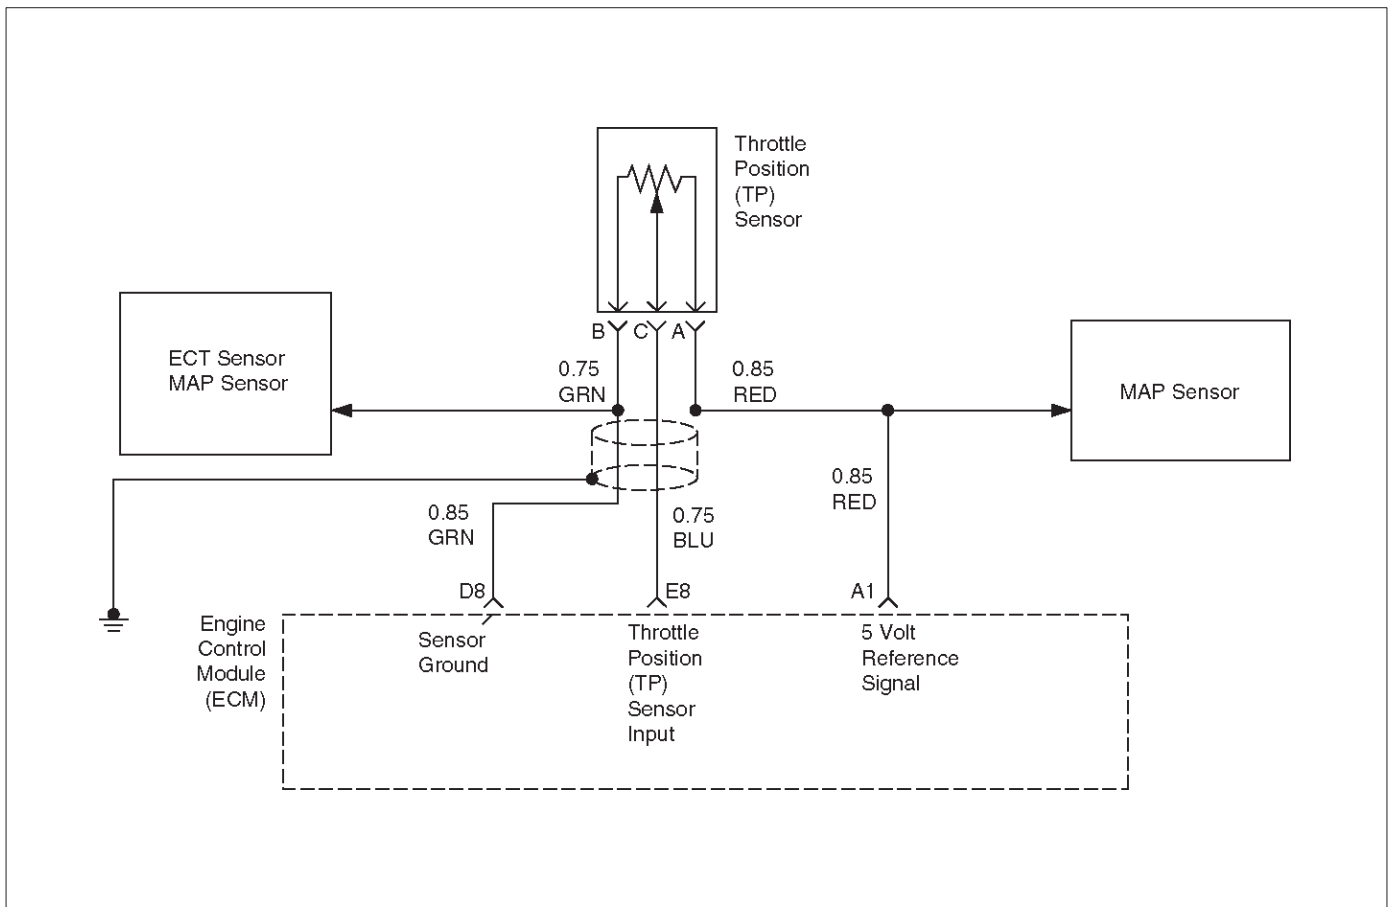 Throttle
Position
(TP)
Sensor
ECT Sensor
MAP Sensor
B
C
A
0.75
GRN
0.85
RED
MAP Sensor
0.85
RED
0.85
GRN
0.75
BLU
D8
E8
A1
Engine
Control
Module
(ECM)
Sensor
Ground
Throttle
Position
(TP)
Sensor
Input
5 Volt
Reference
Signal